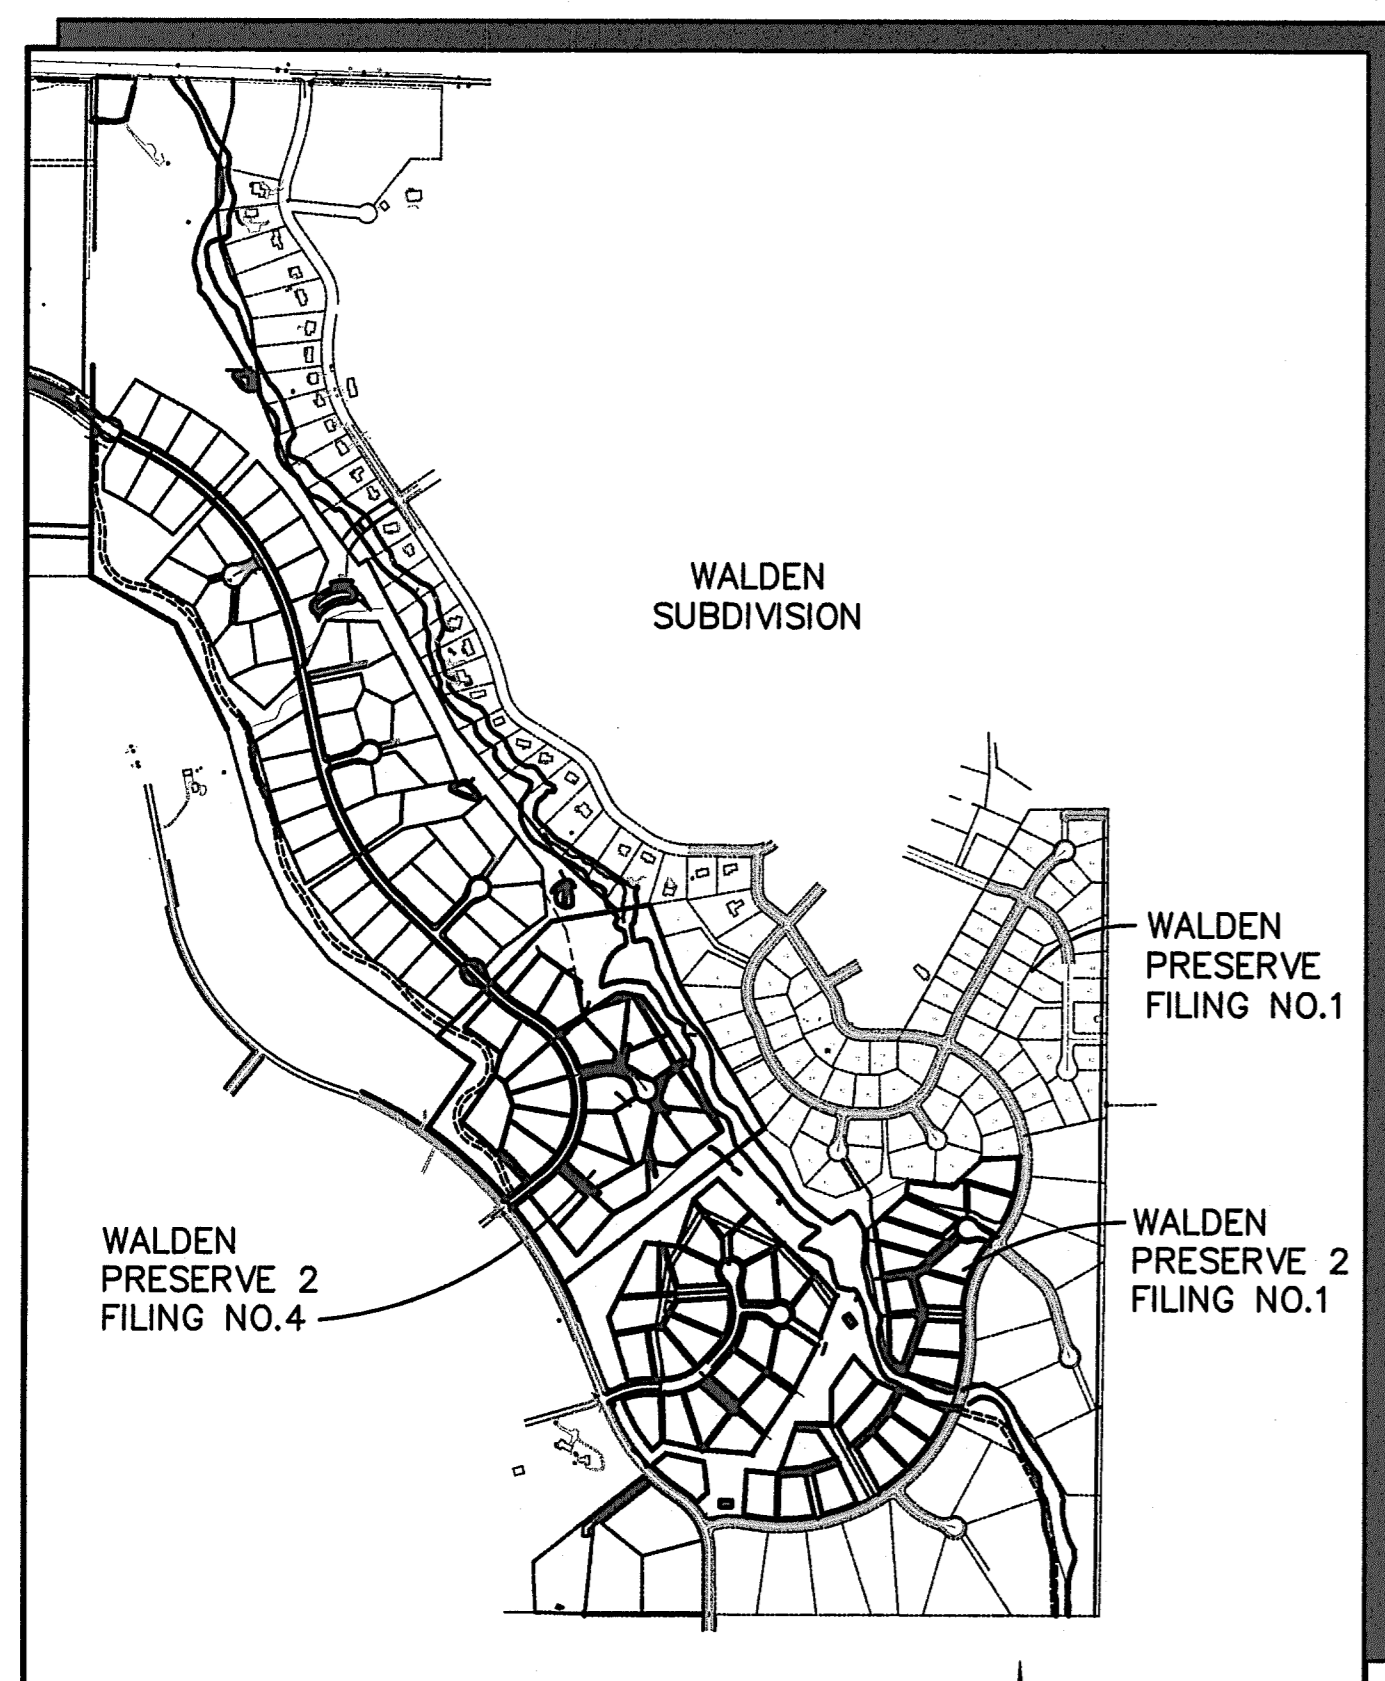 WALDEN
SUBDIVISION
WALDEN
PRESERVE
FILING NO.1
WALDEN
PRESERVE 2
FILING NO.1
WALDEN
PRESERVE 2
FILING NO.4